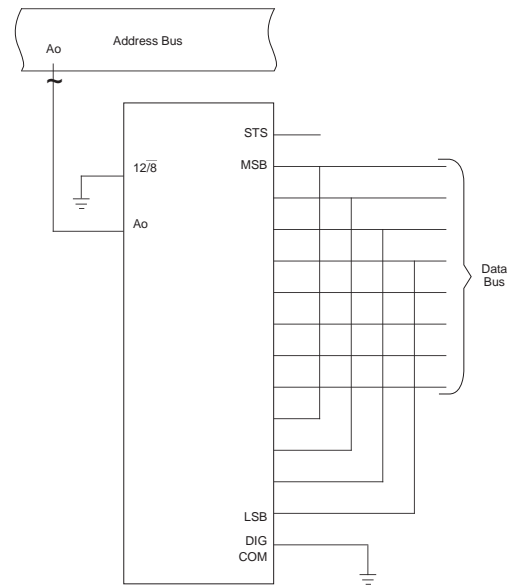 Address Bus
Ao
STS
12/8
MSB
Ao
Data
Bus
LSB
DIG
COM